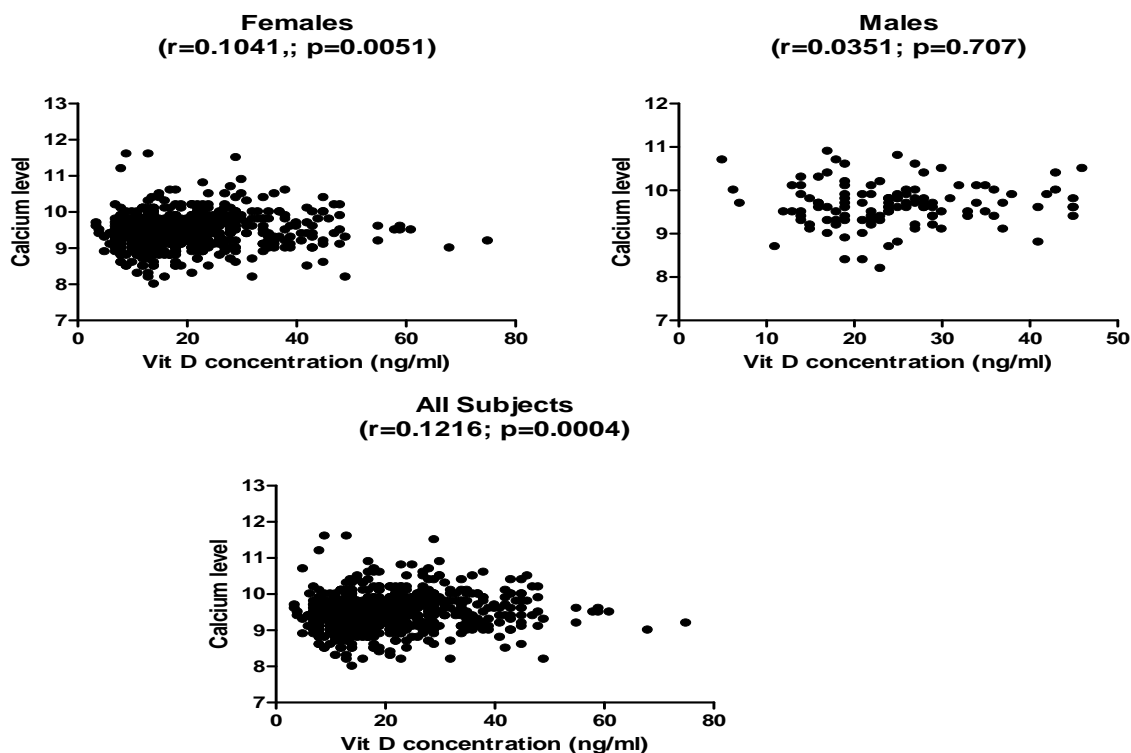 Females
(r=0.1041,; p=0.0051)
13
12
11
10
9
8
7
Calcium level
0 20 40 60 80
Vit D concentration (ng/ml)
Males
(r=0.0351; p=0.707)
12
11
10
9
8
7
Calcium level
0 10 20 30 40 50
Vit D concentration (ng/ml)
All Subjects
(r=0.1216; p=0.0004)
13
12
11
10
9
8
7
Calcium level
0 20 40 60 80
Vit D concentration (ng/ml)